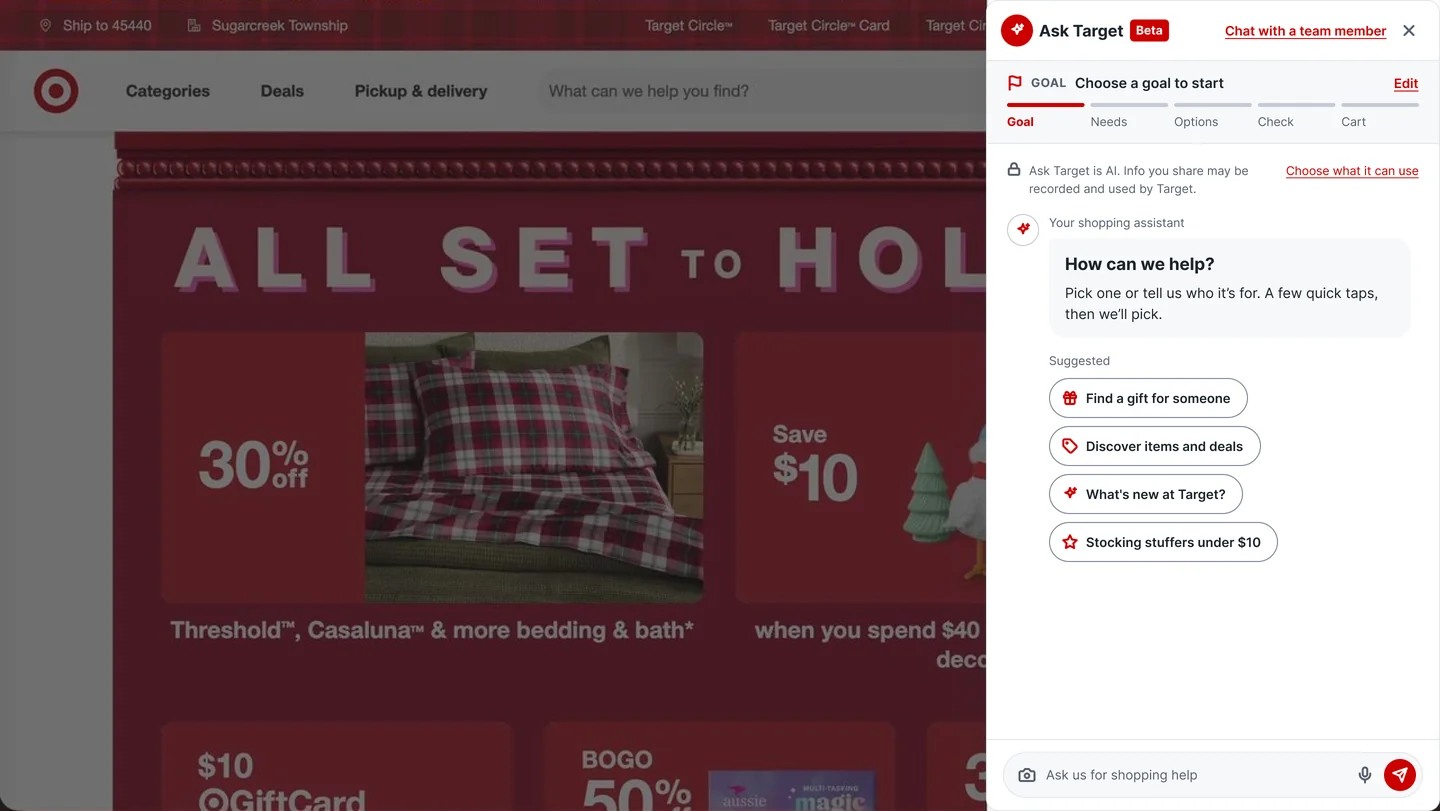 Ship to 45440
Sugarcreek Township
Target Circle™
Target Circle™ Card
Target Cir
Categories
Deals
Pickup & delivery
What can we help you find?
ALL SET TO HOL
30% off
Save
$10
Threshold™, Casaluna™ & more bedding & bath*
when you spend $40
deco
$10
GiftCard
BOGO
50%
aussie
MULTI-TASKING
magic
3
Ask Target
Beta
Chat with a team member
GOAL
Choose a goal to start
Edit
Goal
Needs
Options
Check
Cart
Ask Target is AI. Info you share may be
recorded and used by Target.
Choose what it can use
Your shopping assistant
How can we help?
Pick one or tell us who it’s for. A few quick taps,
then we’ll pick.
Suggested
Find a gift for someone
Discover items and deals
What's new at Target?
Stocking stuffers under $10
Ask us for shopping help